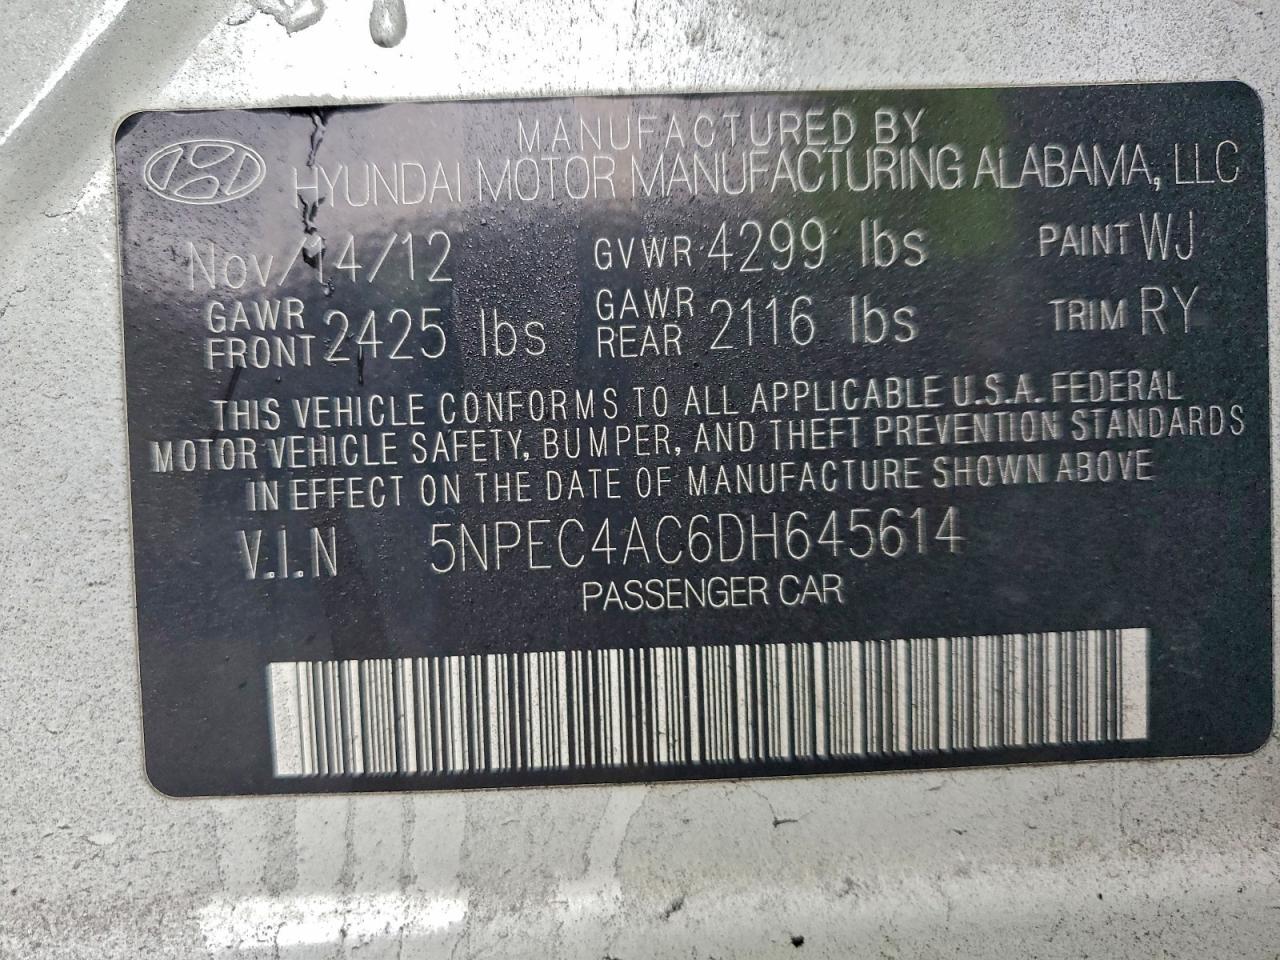 MANUFACTURED BY
HYUNDAI MOTOR MANUFACTURING ALABAMA, LLC
Nov/14/12 GVWR 4299 lbs PAINT WJ
GAWR FRONT 2425 lbs GAWR REAR 2116 lbs TRIM RY
THIS VEHICLE CONFORMS TO ALL APPLICABLE U.S.A. FEDERAL
MOTOR VEHICLE SAFETY, BUMPER, AND THEFT PREVENTION STANDARDS
IN EFFECT ON THE DATE OF MANUFACTURE SHOWN ABOVE
V.I.N 5NPEC4AC6DH645614
PASSENGER CAR